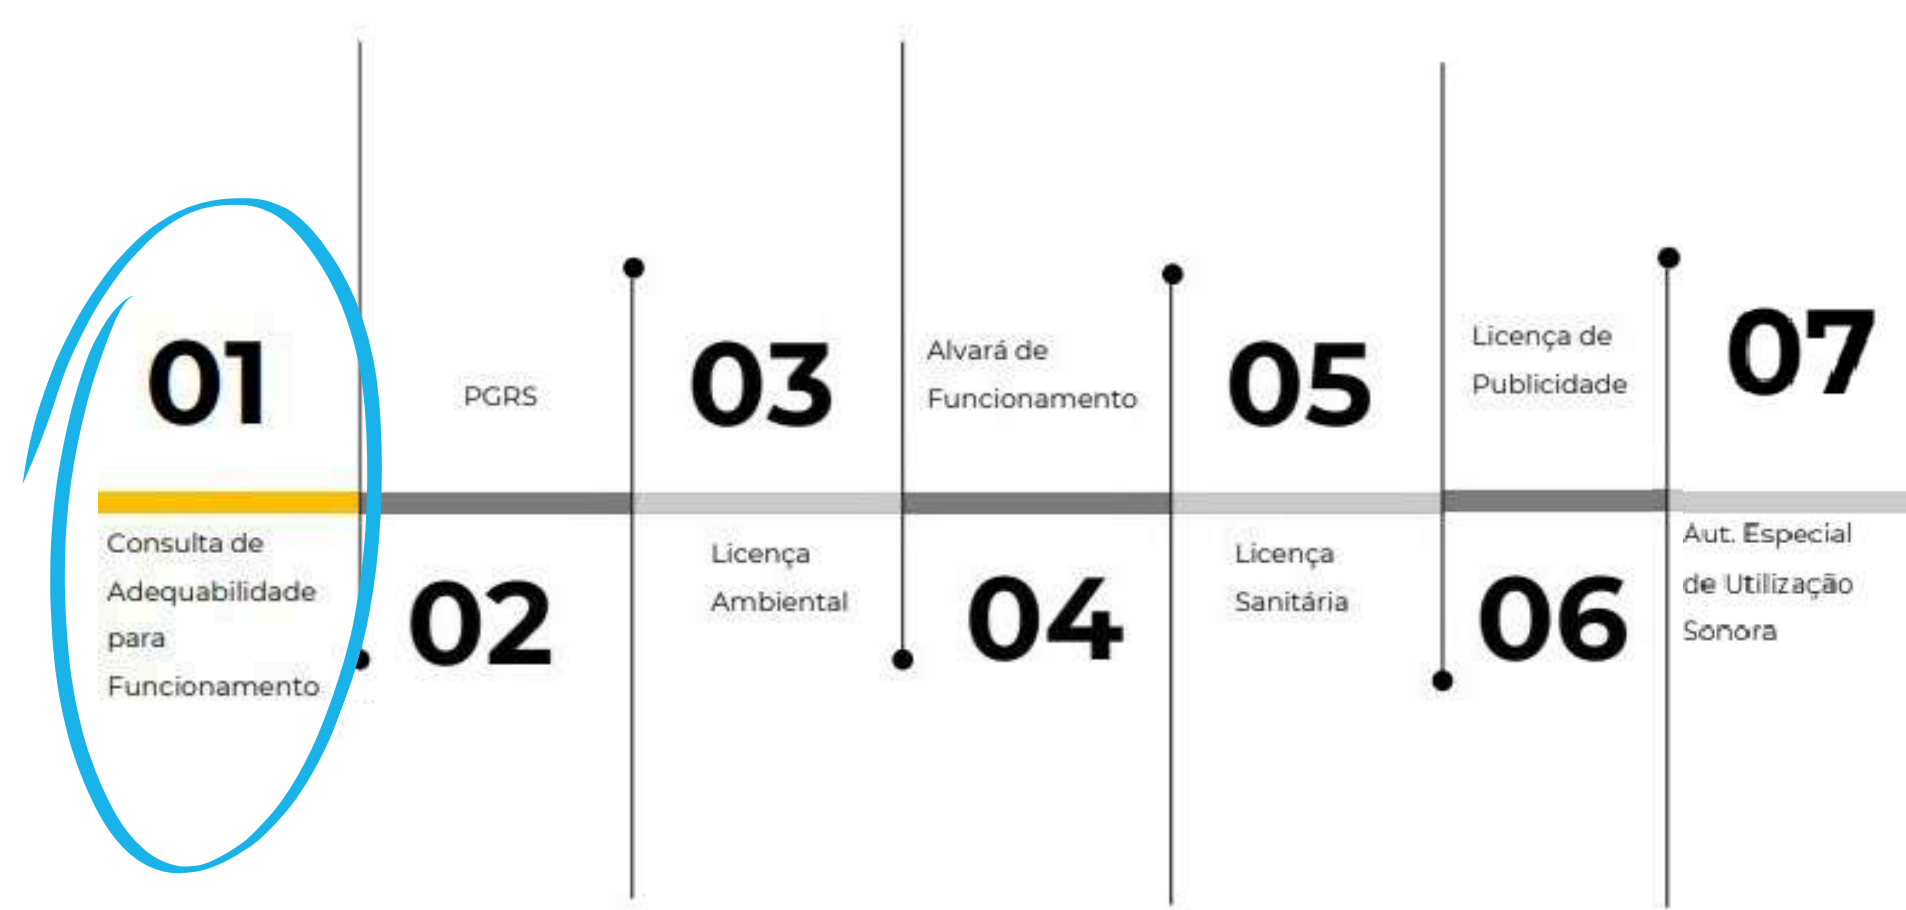 01
Consulta de
Adequabilidade
para
Funcionamento
PGRS
02
03
Licença
Ambiental
Alvará de
Funcionamento
04
05
Licença
Sanitária
Licença de
Publicidade
06
07
Aut. Especial
de Utilização
Sonora